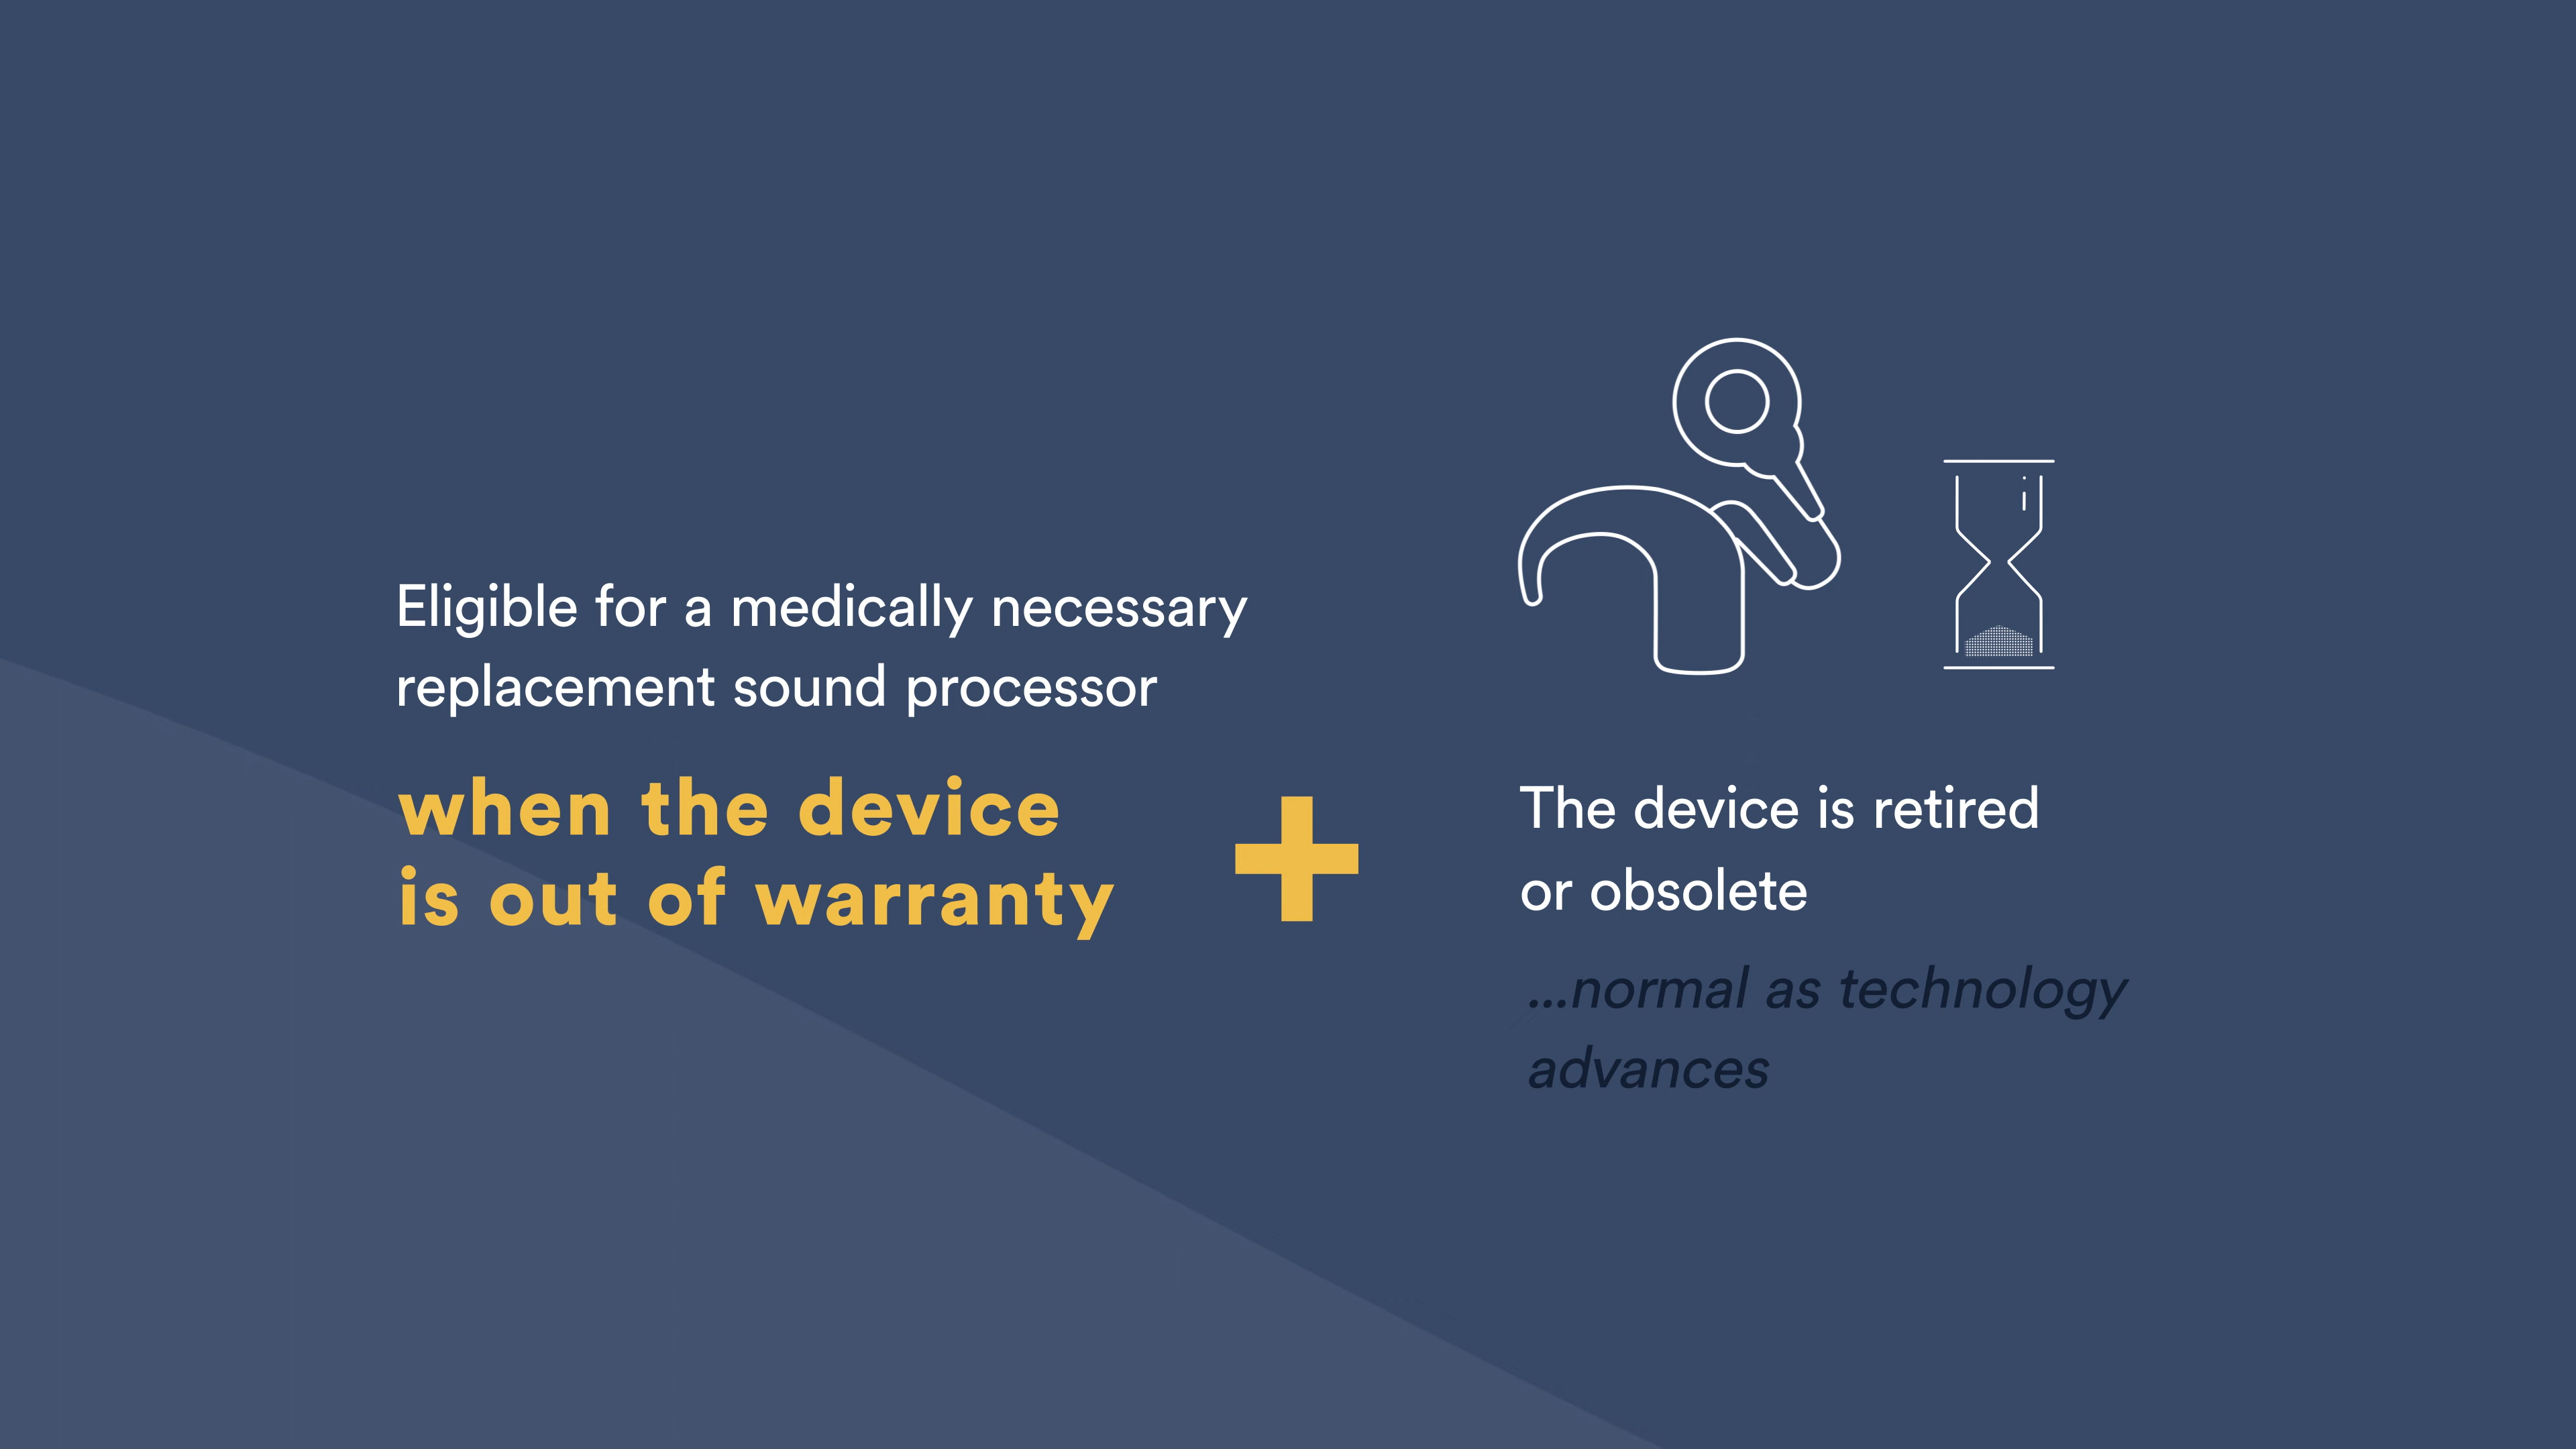 Eligible for a medically necessary
replacement sound processor
when the device
is out of warranty
+
The device is retired
or obsolete
...normal as technology
advances